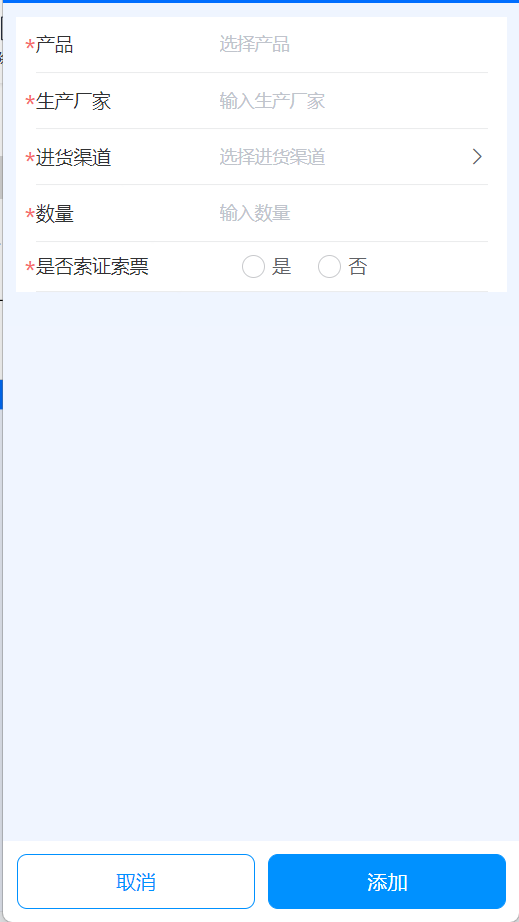 *产品 选择产品
*生产厂家 输入生产厂家
*进货渠道 选择进货渠道
*数量 输入数量
*是否索证索票 是 否
取消 添加